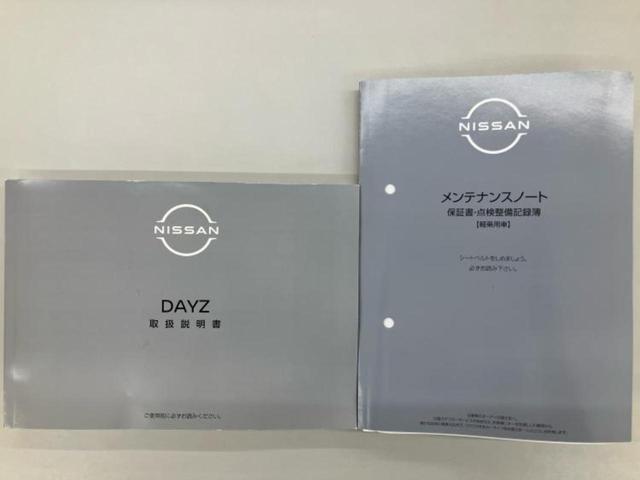 NISSAN
DAYZ
取扱説明書
ご使用前に必ずお読みください。
NISSAN
メンテナンスノート
保証書・点検整備記録簿
【軽乗用車】
シートベルトをしめましょう。
必ずお読み下さい。